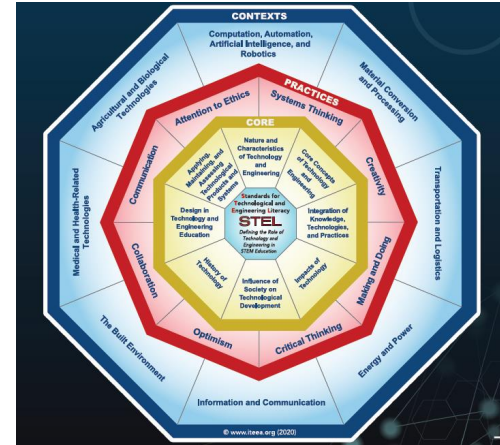 CONTEXTS
Computation, Automation,
Artificial Intelligence, and
Robotics
Material Conversion
and Processing
Transportation and Logistics
Energy and Power
Information and Communication
The Built Environment
Medical and Health-Related
Technologies
Agricultural and Biological
Technologies
PRACTICES
Systems Thinking
Creativity
Making and Doing
Critical Thinking
Optimism
Collaboration
Communication
Attention to Ethics
CORE
Nature and
Characteristics
of Technology
and
Engineering
Core Concepts
of Technology
and
Engineering
Integration of
Knowledge,
Technologies,
and Practices
Impacts of
Technology
Influence of
Society on
Technological
Development
History of
Technology
Design in
Technology and
Engineering
Education
Applying,
Maintaining, and
Assessing
Technological
Products and
Systems
Standards for
Technological and
Engineering Literacy
STEL
Defining the Role of
Technology and
Engineering in
STEM Education
© www.iteea.org (2020)